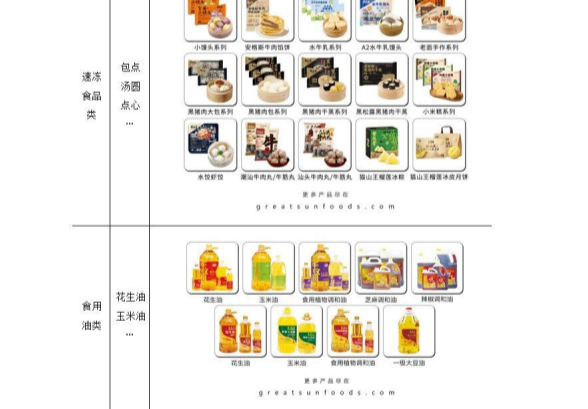 小馒头系列 安格斯牛肉馅饼 水牛乳系列 A2水牛乳馒头 老面手作系列
速冻
食品
类
包点
汤圆
点心
...
黑猪肉大包系列 黑猪肉包系列 黑猪肉干蒸系列 黑松露黑猪肉干蒸 小米糕系列
水饺虾饺 潮汕牛肉丸/牛筋丸 汕头牛肉丸/牛筋丸 猫山王榴莲冰粽 猫山王榴莲冰皮月饼
更多产品尽在
greatsunfoods.com
食用
油类
花生油
玉米油
...
花生油 玉米油 食用植物调和油 芝麻调和油 辣椒调和油
花生油 玉米油 食用植物调和油 一级大豆油
更多产品尽在
greatsunfoods.com